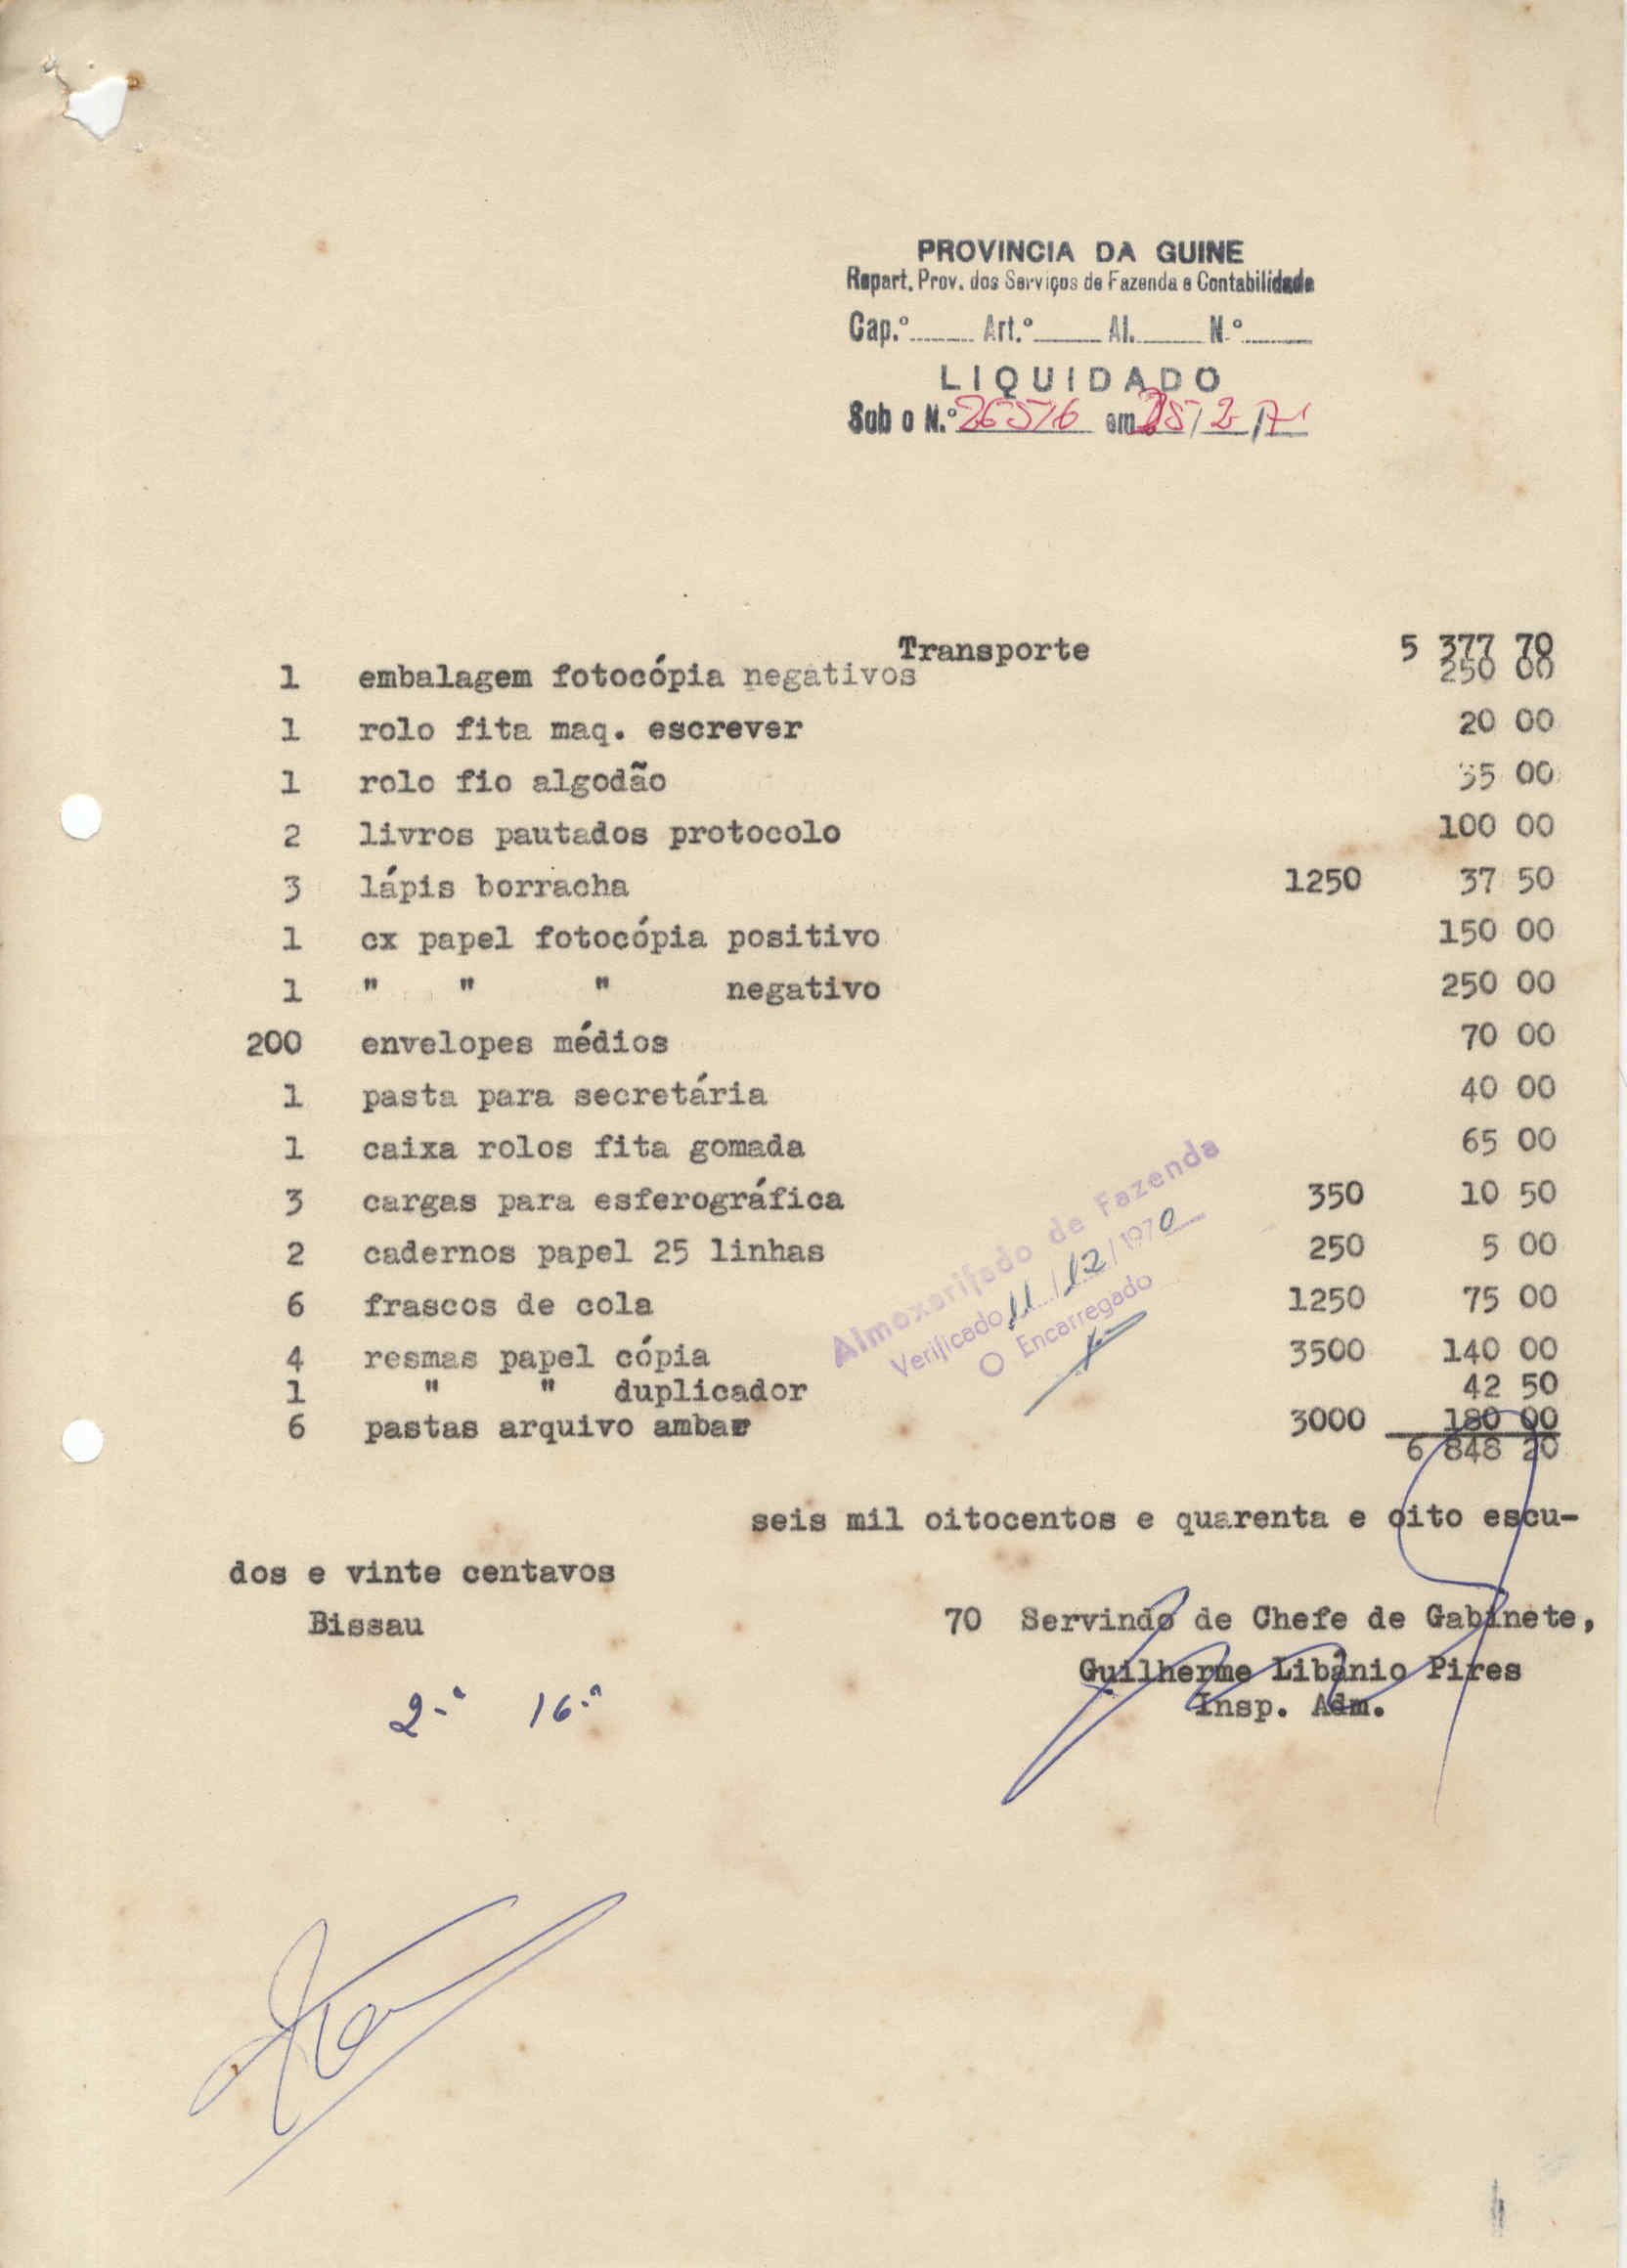 PROVINCIA DA GUINE
Repart. Prov. dos Serviços de Fazenda e Contabilidade
Cap.º Art.º Al. N.º
LIQUIDADO
Sub o N.º 26576 em 25/2/71
Transporte 5 377 70
1 embalagem fotocópia negativos 250 00
1 rolo fita maq. escrever 20 00
1 rolo fio algodão 35 00
2 livros pautados protocolo 100 00
3 lápis borracha 1250 37 50
1 cx papel fotocópia positivo 150 00
1 " " " negativo 250 00
200 envelopes médios 70 00
1 pasta para secretária 40 00
1 caixa rolos fita gomada 65 00
3 cargas para esferográfica 350 10 50
2 cadernos papel 25 linhas 250 5 00
6 frascos de cola 1250 75 00
4 resmas papel cópia 3500 140 00
1 " " duplicador 42 50
6 pastas arquivo ambar 3000 180 00
6 848 20
Almoxarifado de Fazenda
Verificado 11/12/1970
O Encarregado
seis mil oitocentos e quarenta e oito escu-
dos e vinte centavos
Bissau 70 Servindo de Chefe de Gabinete,
Guilherme Libânio Pires
Insp. Adm.
2.ª 16.ª